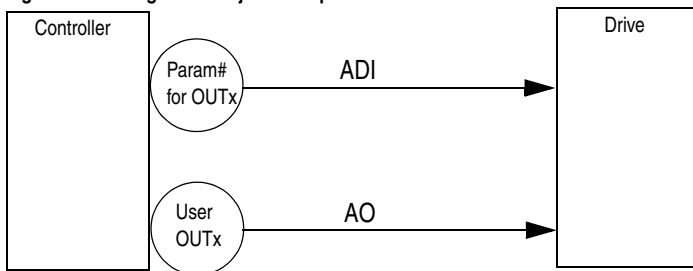 Controller
Drive
Param#
for OUTx
ADI
User
OUTx
AO